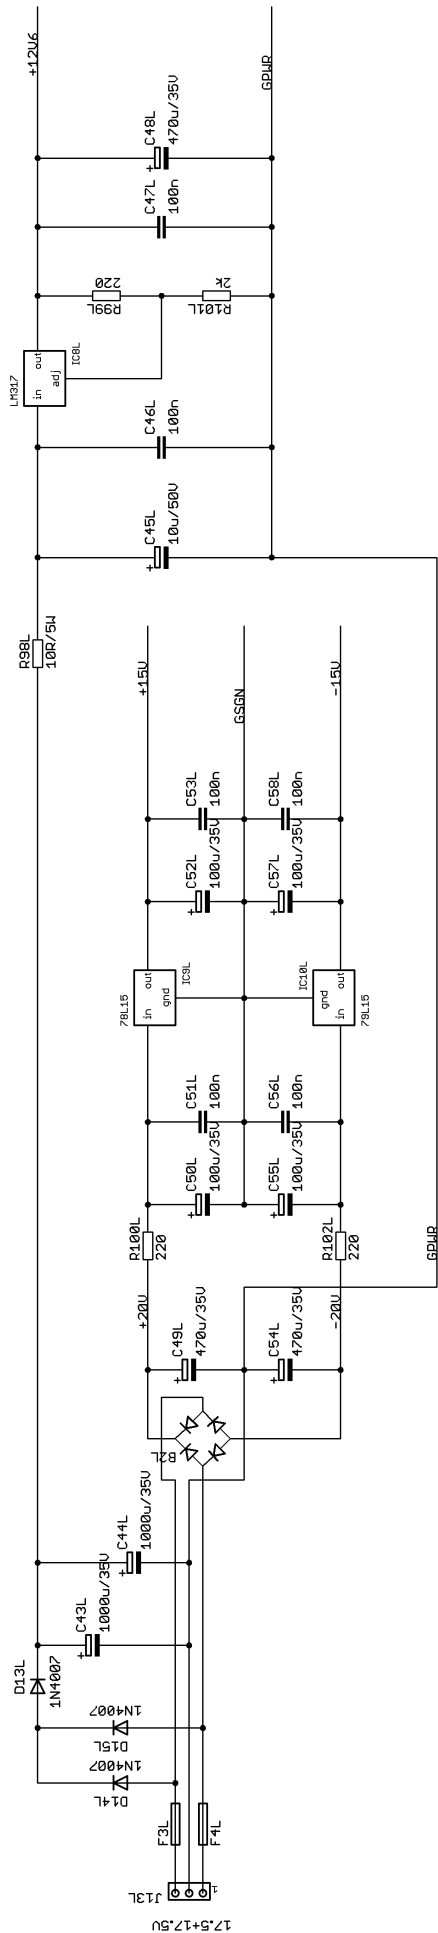 +12V6
GPWR
C48L
470u/35V
+
C47L
100n
R99L
220
R101L
2k
LM317
in
out
adj
IC8L
C46L
100n
C45L
10u/50V
+
R98L
10R/5W
+15V
GSGN
-15V
C53L
100n
C58L
100n
C52L
100u/35V
+
C57L
100u/35V
+
78L15
in
out
gnd
IC9L
IC10L
gnd
in
out
79L15
C51L
100n
C56L
100n
C50L
100u/35V
+
C55L
100u/35V
+
R100L
220
R102L
220
GPWR
+20V
-20V
C49L
470u/35V
+
C54L
470u/35V
+
B2L
C44L
1000u/35V
+
C43L
1000u/35V
+
D13L
1N4007
D15L
1N4007
D14L
1N4007
F3L
F4L
J13L
1
17.5+17.5V